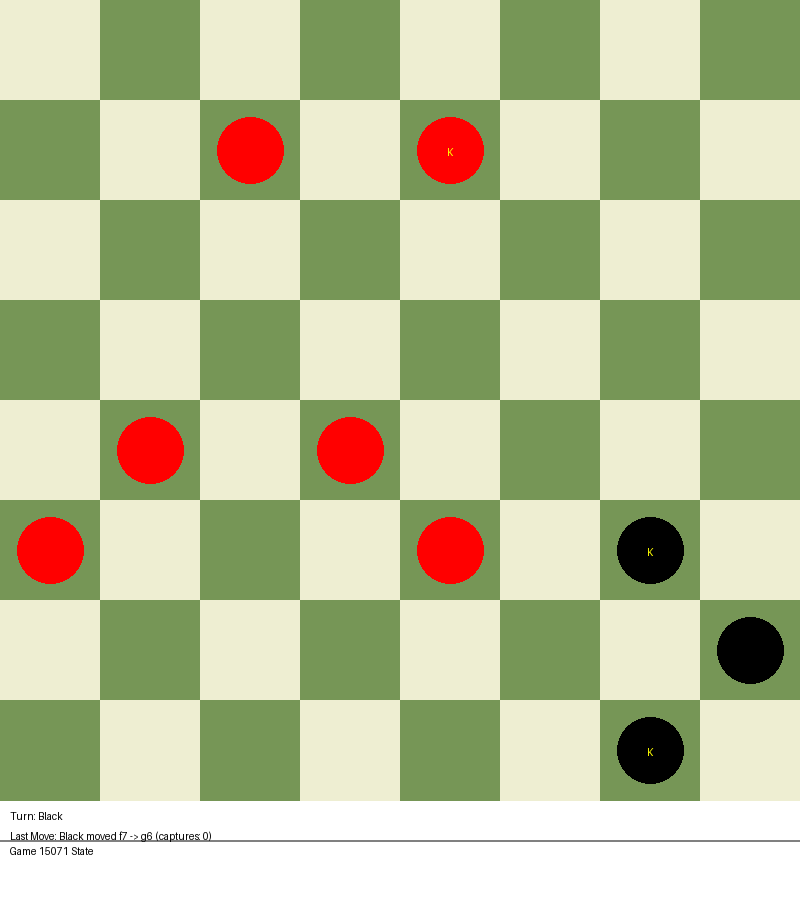 K
K
K
Turn: Black
Last Move: Black moved f7 -> g6 (captures: 0)
Game 15071 State